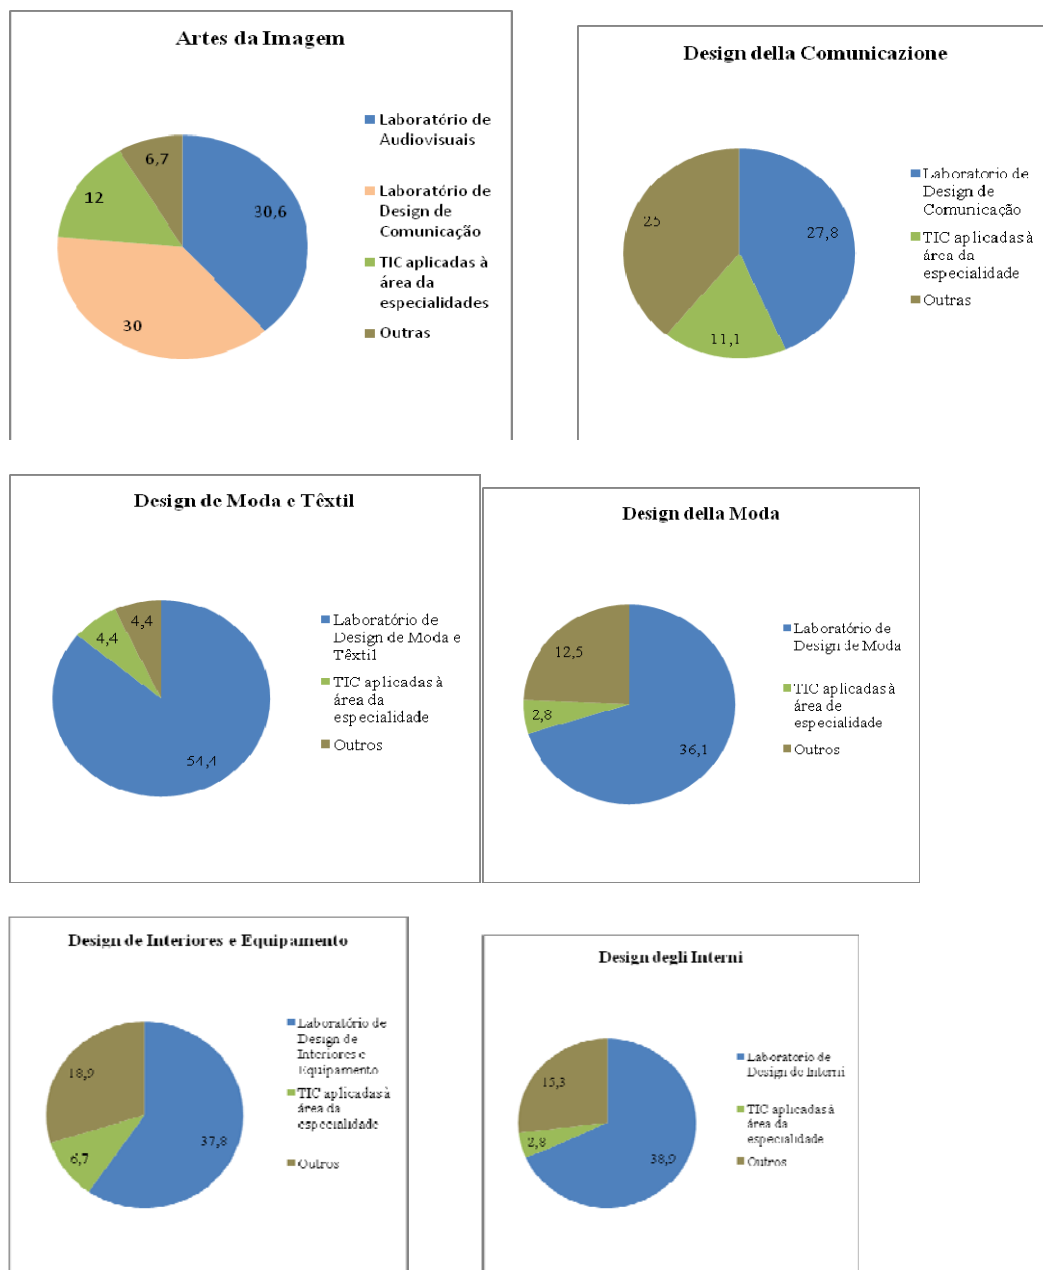 Artes da Imagem
Laboratório de
Audiovisuais
Laboratório de
Design de
Comunicação
TIC aplicadas à
área da
especialidades
Outras
6,7
12
30,6
30
Design della Comunicazione
Laboratorio de
Design de
Comunicação
TIC aplicadas à
área da
especialidade
Outras
25
27,8
11,1
Design de Moda e Têxtil
Laboratório de
Design de Moda e
Têxtil
TIC aplicadas à
área da
especialidade
Outros
4,4
4,4
54,4
Design della Moda
Laboratório de
Design de Moda
TIC aplicadas à
área de
especialidade
Outros
12,5
2,8
36,1
Design de Interiores e Equipamento
Laboratório de
Design de
Interiores e
Equipamento
TIC aplicadas à
área da
especialidade
Outros
18,9
37,8
6,7
Design degli Interni
Laboratorio de
Design de Interni
TIC aplicadas à
área da
especialidade
Outros
15,3
2,8
38,9